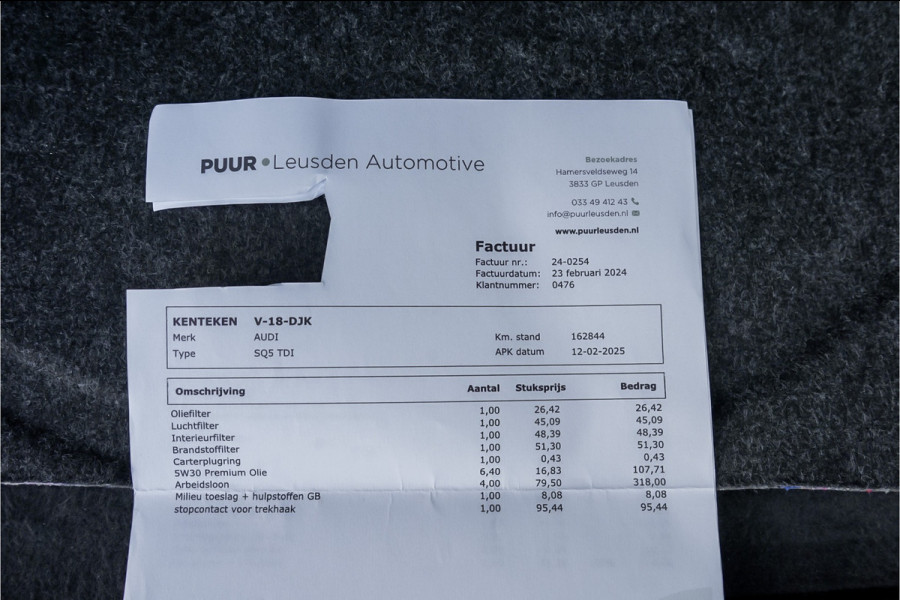 PUUR • Leusden Automotive
Bezoekadres
Hamersveldseweg 14
3833 GP Leusden
033 49 412 43
info@puurleusden.nl
www.puurleusden.nl
Factuur
Factuur nr.: 24-0254
Factuurdatum: 23 februari 2024
Klantnummer: 0476
KENTEKEN V-18-DJK
Merk AUDI Km. stand 162844
Type SQ5 TDI APK datum 12-02-2025
Omschrijving Aantal Stuksprijs Bedrag
Oliefilter 1,00 26,42 26,42
Luchtfilter 1,00 45,09 45,09
Interieurfilter 1,00 48,39 48,39
Brandstoffilter 1,00 51,30 51,30
Carterplugring 1,00 0,43 0,43
5W30 Premium Olie 6,40 16,83 107,71
Arbeidsloon 4,00 79,50 318,00
Milieu toeslag + hulpstoffen GB 1,00 8,08 8,08
stopcontact voor trekhaak 1,00 95,44 95,44